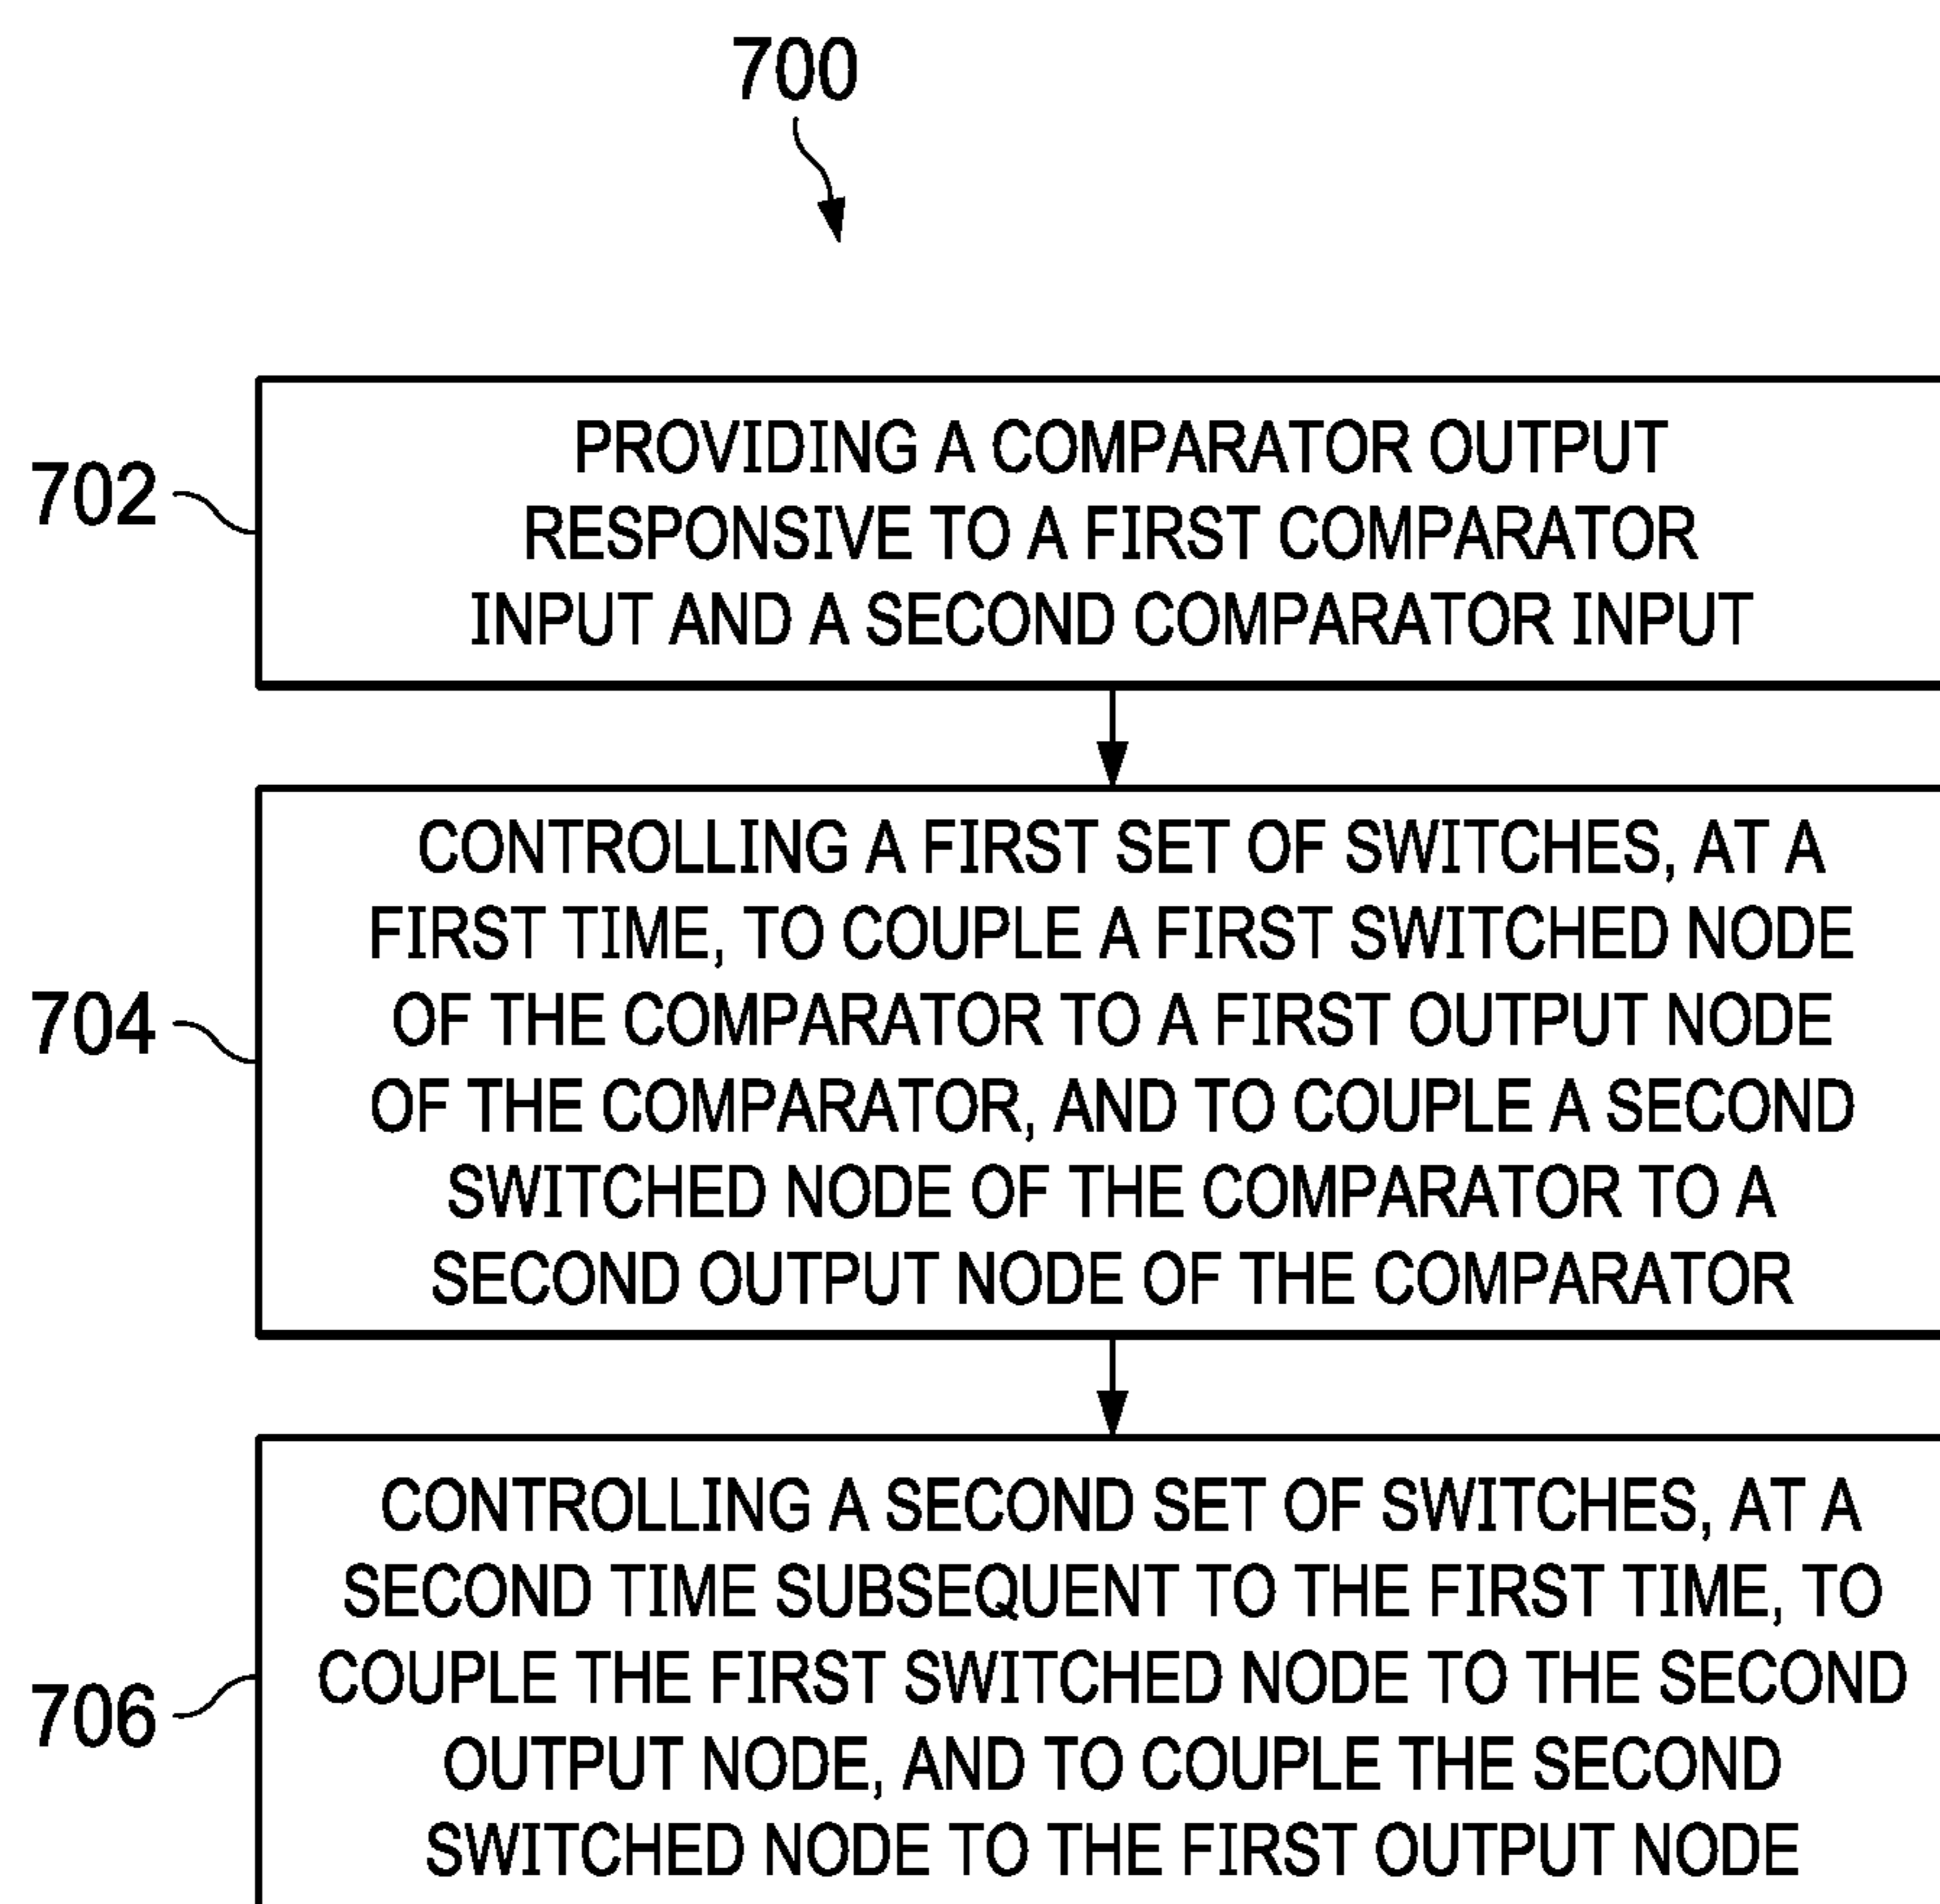 700
702
PROVIDING A COMPARATOR OUTPUT
RESPONSIVE TO A FIRST COMPARATOR
INPUT AND A SECOND COMPARATOR INPUT
704
CONTROLLING A FIRST SET OF SWITCHES, AT A
FIRST TIME, TO COUPLE A FIRST SWITCHED NODE
OF THE COMPARATOR TO A FIRST OUTPUT NODE
OF THE COMPARATOR, AND TO COUPLE A SECOND
SWITCHED NODE OF THE COMPARATOR TO A
SECOND OUTPUT NODE OF THE COMPARATOR
706
CONTROLLING A SECOND SET OF SWITCHES, AT A
SECOND TIME SUBSEQUENT TO THE FIRST TIME, TO
COUPLE THE FIRST SWITCHED NODE TO THE SECOND
OUTPUT NODE, AND TO COUPLE THE SECOND
SWITCHED NODE TO THE FIRST OUTPUT NODE